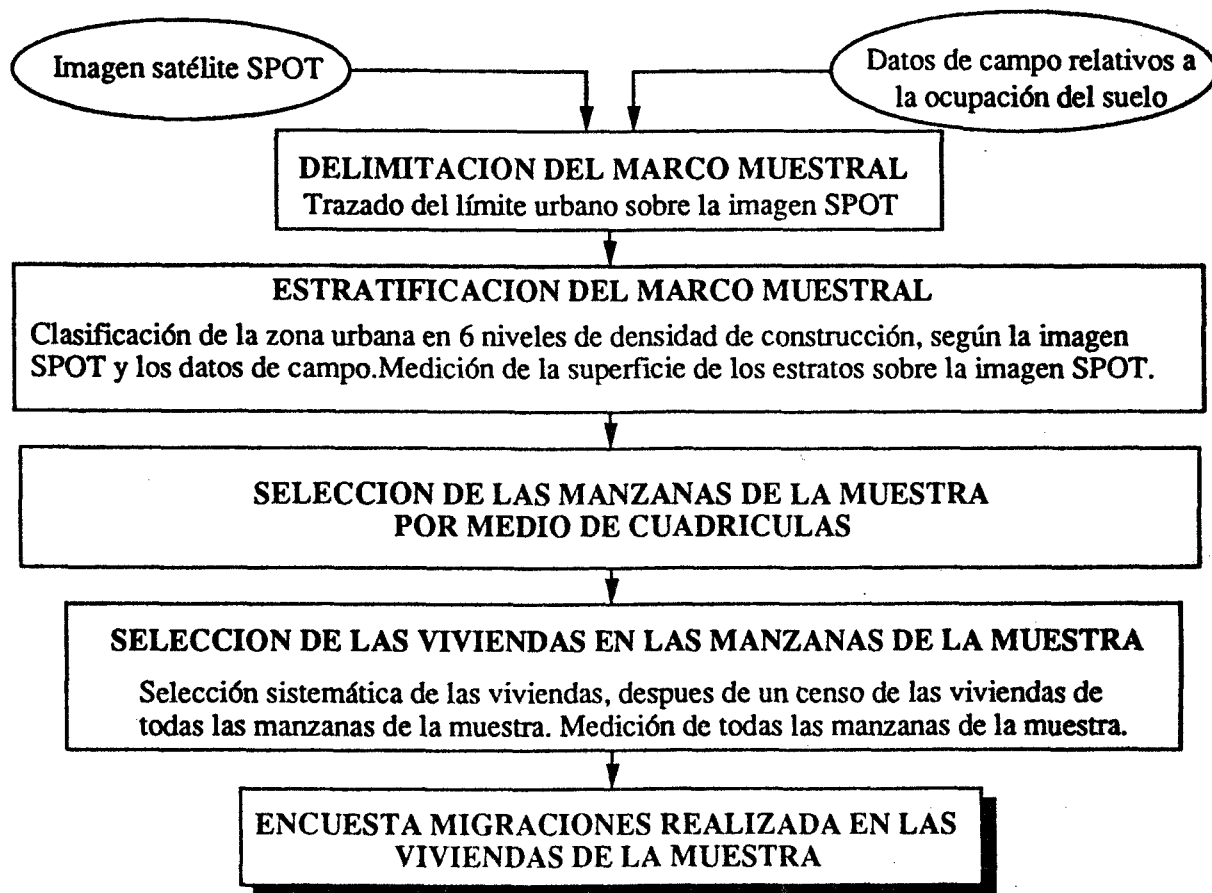 Imagen satélite SPOT
Datos de campo relativos a
la ocupación del suelo
DELIMITACION DEL MARCO MUESTRAL
Trazado del límite urbano sobre la imagen SPOT
ESTRATIFICACION DEL MARCO MUESTRAL
Clasificación de la zona urbana en 6 niveles de densidad de construcción, según la imagen
SPOT y los datos de campo.Medición de la superficie de los estratos sobre la imagen SPOT.
SELECCION DE LAS MANZANAS DE LA MUESTRA
POR MEDIO DE CUADRICULAS
SELECCION DE LAS VIVIENDAS EN LAS MANZANAS DE LA MUESTRA
Selección sistemática de las viviendas, despues de un censo de las viviendas de
todas las manzanas de la muestra. Medición de todas las manzanas de la muestra.
ENCUESTA MIGRACIONES REALIZADA EN LAS
VIVIENDAS DE LA MUESTRA